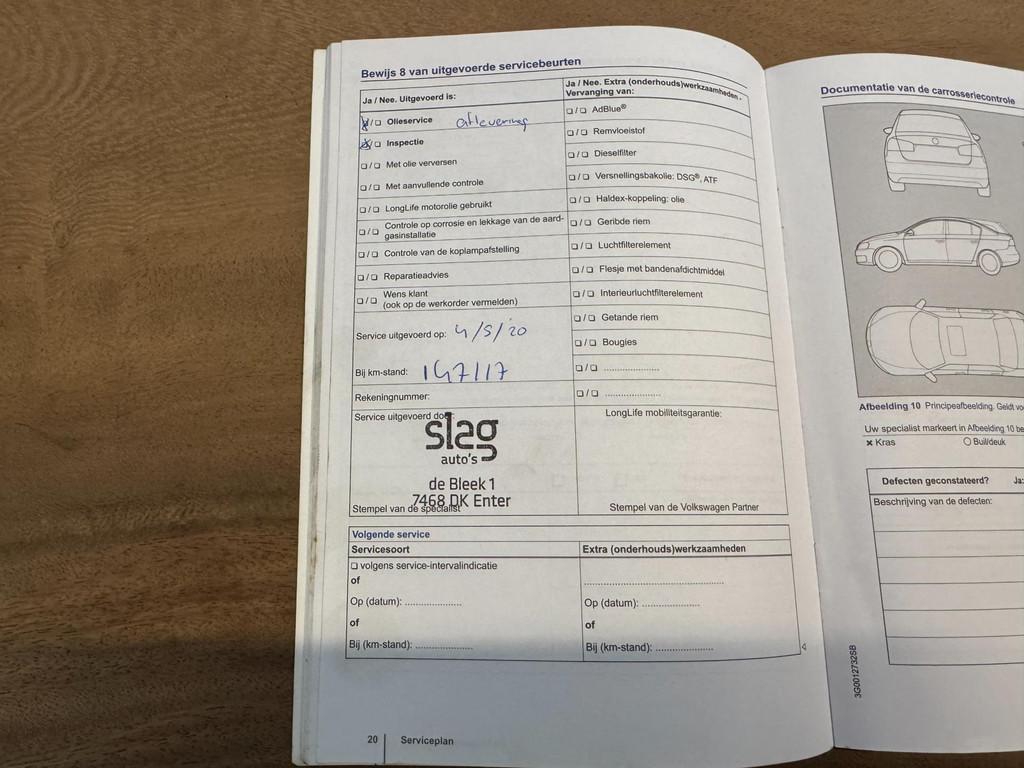 Bewijs 8 van uitgevoerde servicebeurten
Ja / Nee. Uitgevoerd is:
Olieservice aflevering
Inspectie
Met olie verversen
Met aanvullende controle
LongLife motorolie gebruikt
Controle op corrosie en lekkage van de aard-
gasinstallatie
Controle van de koplampafstelling
Reparatieadvies
Wens klant
(ook op de werkorder vermelden)
Service uitgevoerd op: 4/5/20
Bij km-stand: 147117
Rekeningnummer:
Service uitgevoerd door:
slag
auto's
de Bleek 1
7468 DK Enter
Stempel van de specialist
Ja / Nee. Extra (onderhouds)werkzaamheden -
Vervanging van:
AdBlue®
Remvloeistof
Dieselfilter
Versnellingsbakolie: DSG®, ATF
Haldex-koppeling: olie
Geribde riem
Luchtfilterelement
Flesje met bandenafdichtmiddel
Interieurluchtfilterelement
Getande riem
Bougies
LongLife mobiliteitsgarantie:
Stempel van de Volkswagen Partner
Volgende service
Servicesoort
volgens service-intervalindicatie
of
Op (datum): ....................
of
Bij (km-stand): ....................
Extra (onderhouds)werkzaamheden
Op (datum): ....................
of
Bij (km-stand): ....................
20 Serviceplan
Documentatie van de carrosseriecontrole
Afbeelding 10 Principeafbeelding. Geldt
Uw specialist markeert in Afbeelding 10
× Kras
Buil/deuk
Defecten geconstateerd? Ja:
Beschrijving van de defecten:
3G0012732SB